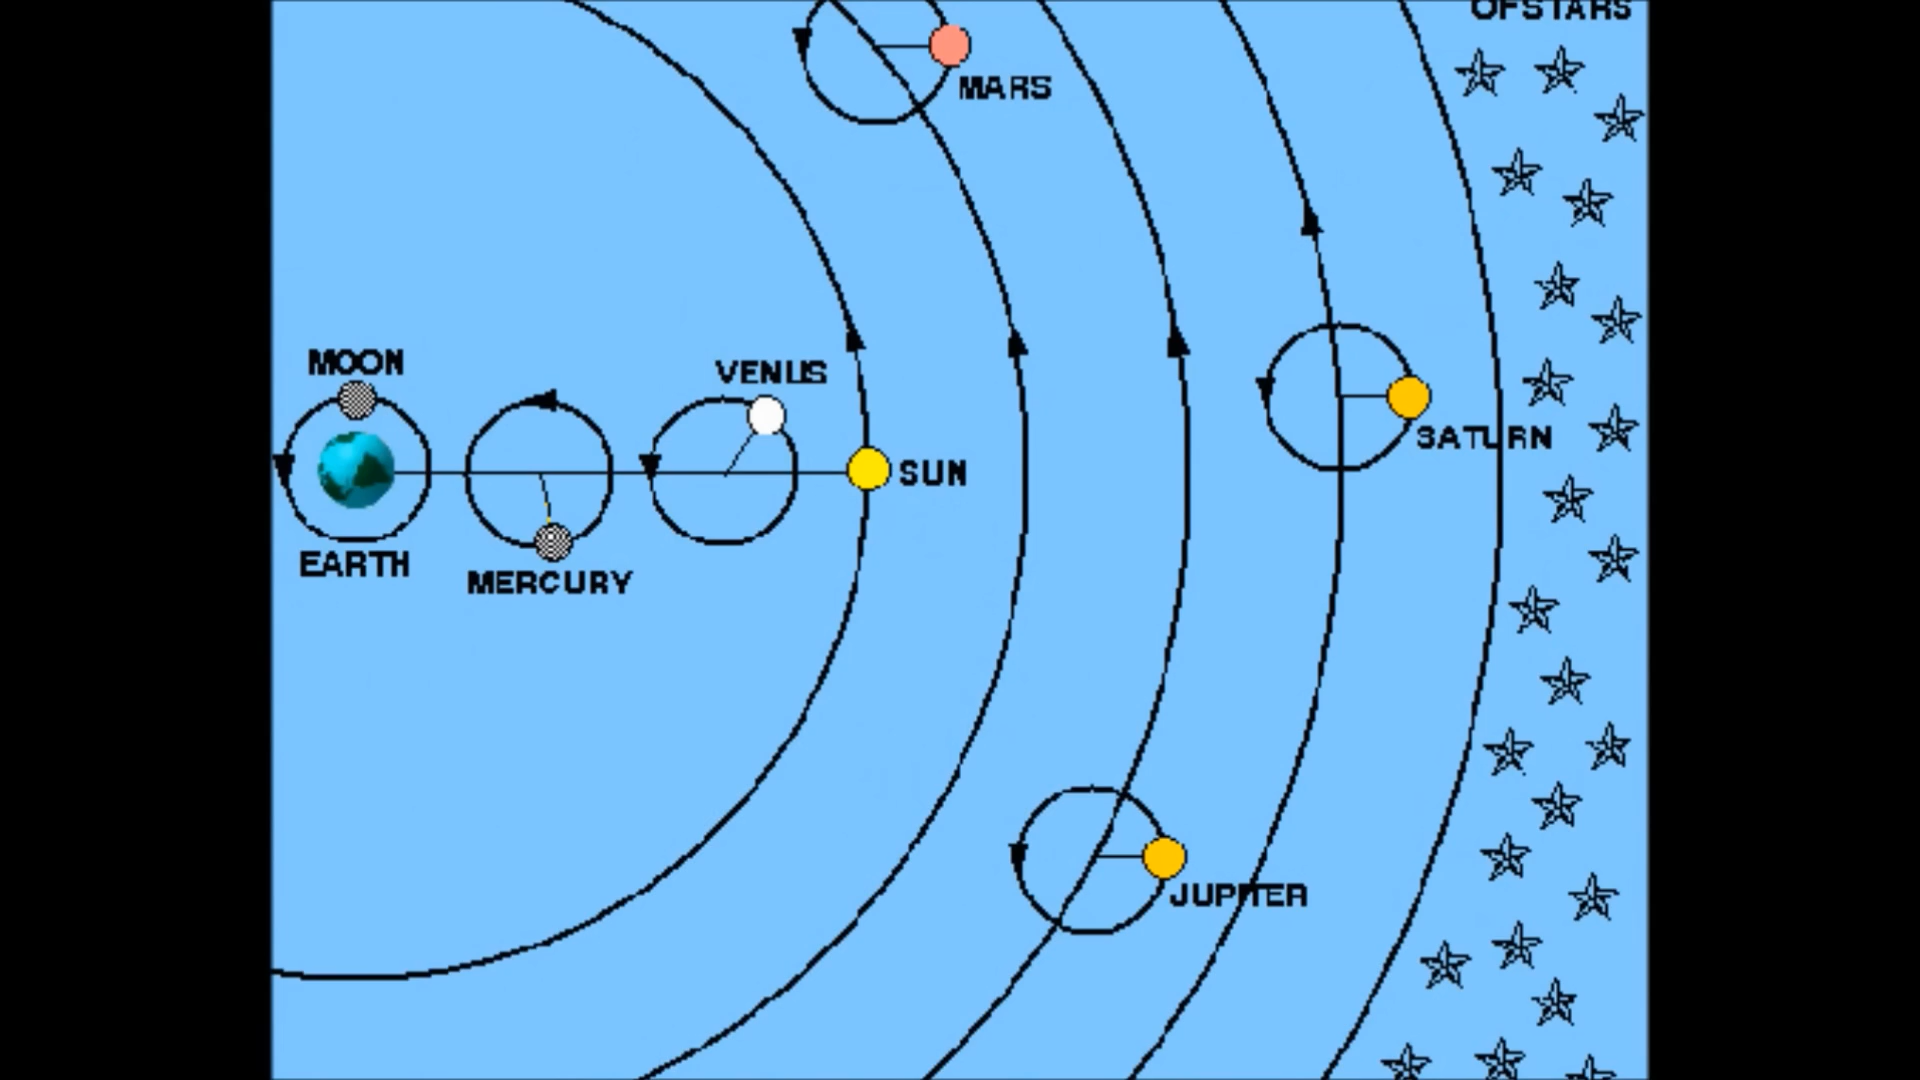 OFSTARS
MARS
MOON
VENUS
SATURN
SUN
EARTH
MERCURY
JUPITER